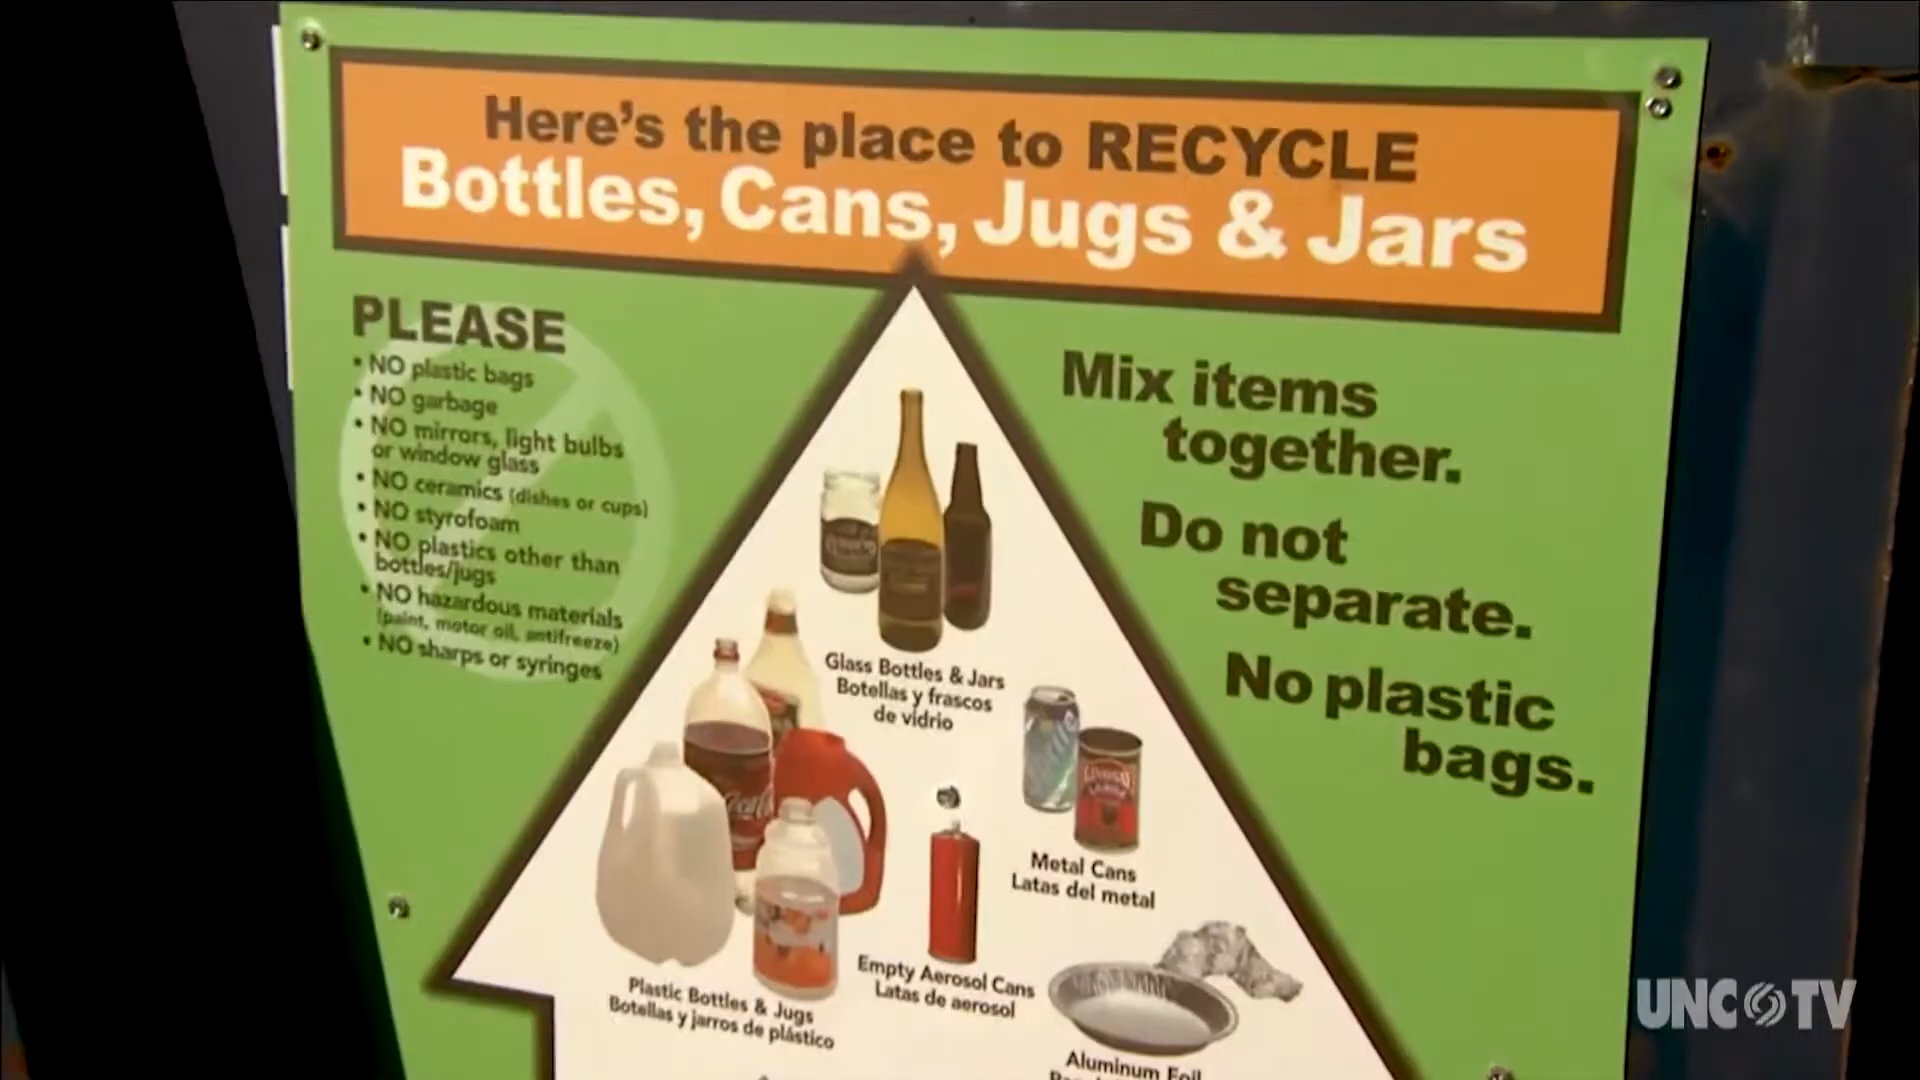 Here's the place to RECYCLE
Bottles, Cans, Jugs & Jars
PLEASE
• NO plastic bags
• NO garbage
• NO mirrors, light bulbs
or window glass
• NO ceramics (dishes or cups)
• NO styrofoam
• NO plastics other than
bottles/jugs
• NO hazardous materials
(paint, motor oil, antifreeze)
• NO sharps or syringes
Mix items
together.
Do not
separate.
No plastic
bags.
Glass Bottles & Jars
Botellas y frascos
de vidrio
Metal Cans
Latas del metal
Empty Aerosol Cans
Latas de aerosol
Plastic Bottles & Jugs
Botellas y jarros de plástico
Aluminum Foil
Coca-Cola
UNC TV